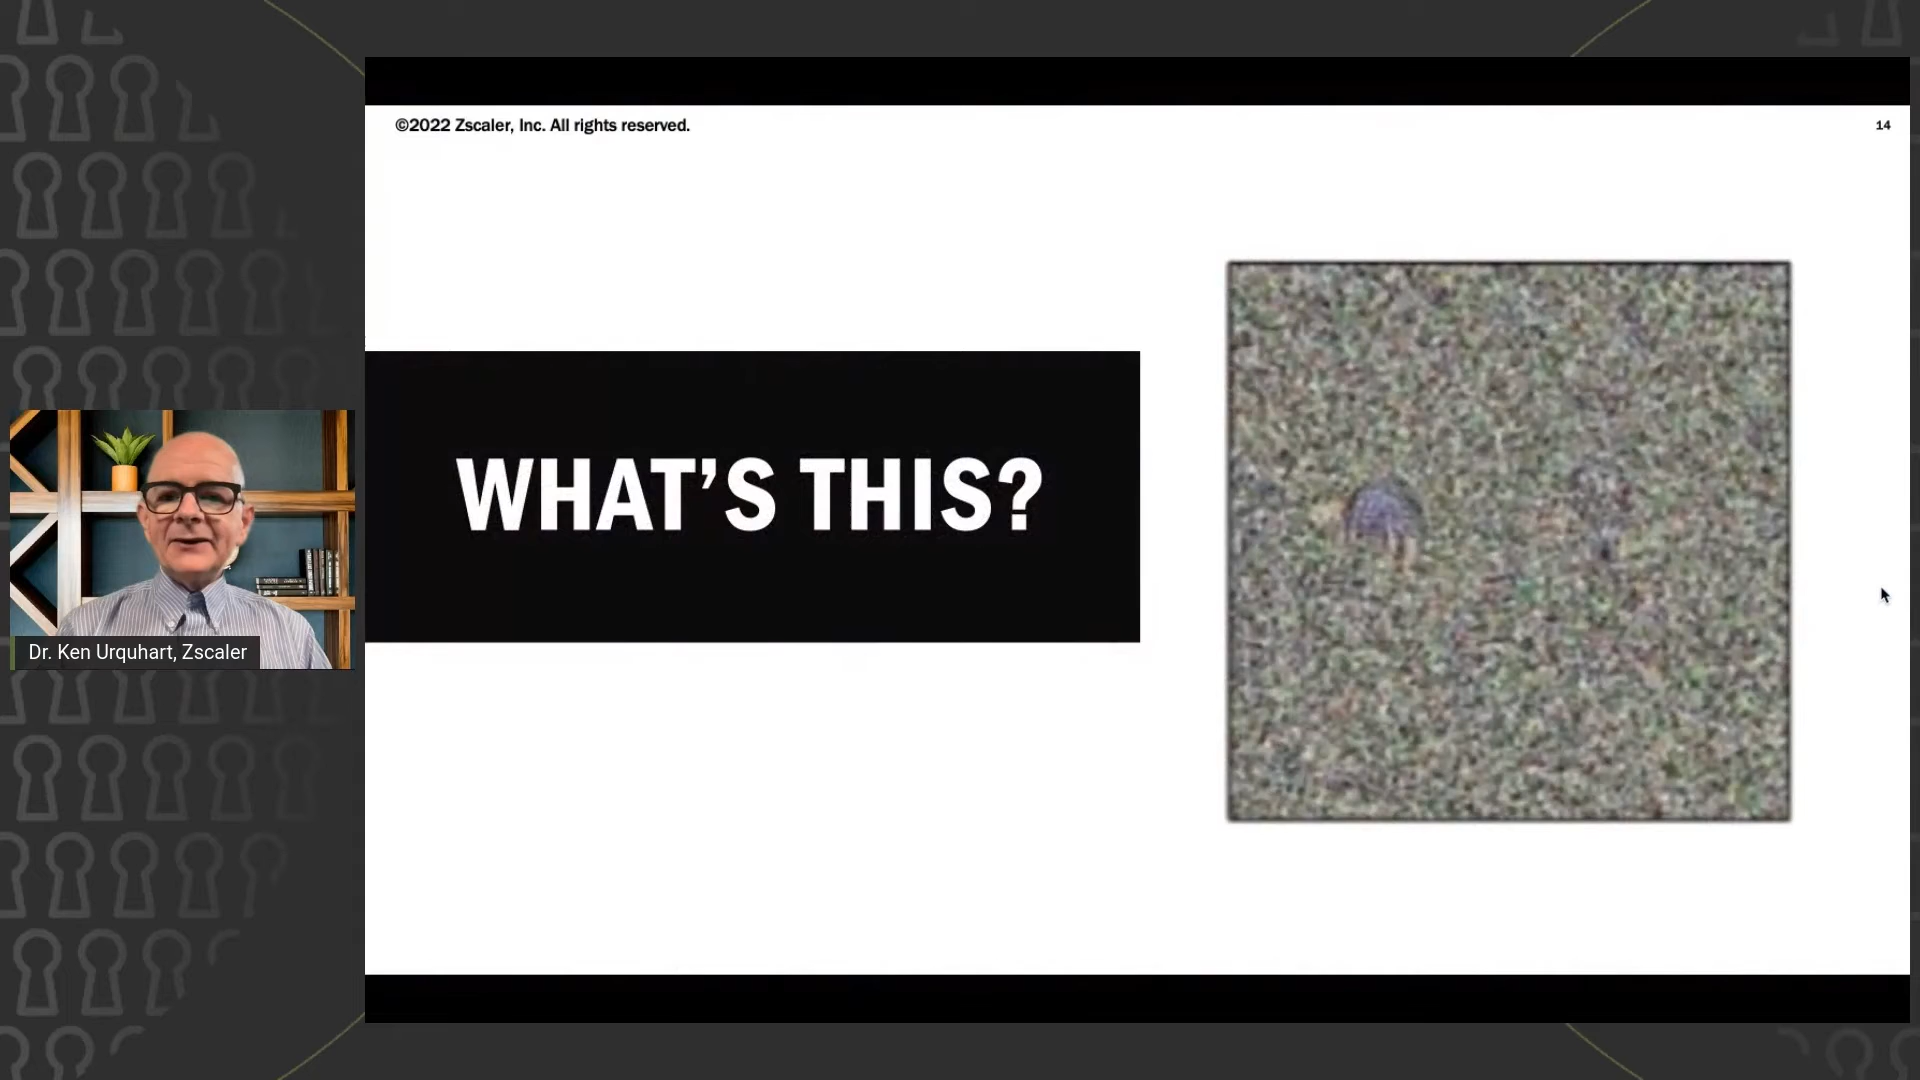 ©2022 Zscaler, Inc. All rights reserved.
14
WHAT’S THIS?
Dr. Ken Urquhart, Zscaler